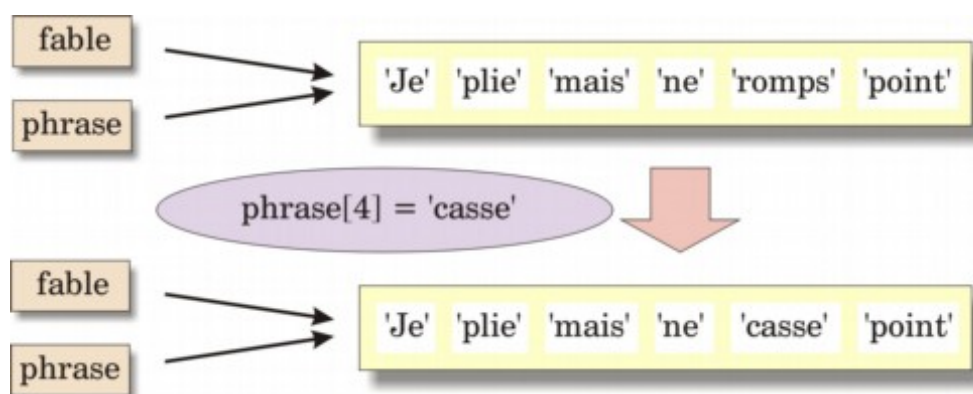 fable
'Je' 'plie' 'mais' 'ne' 'romps' 'point'
phrase
phrase[4] = 'casse'
fable
'Je' 'plie' 'mais' 'ne' 'casse' 'point'
phrase